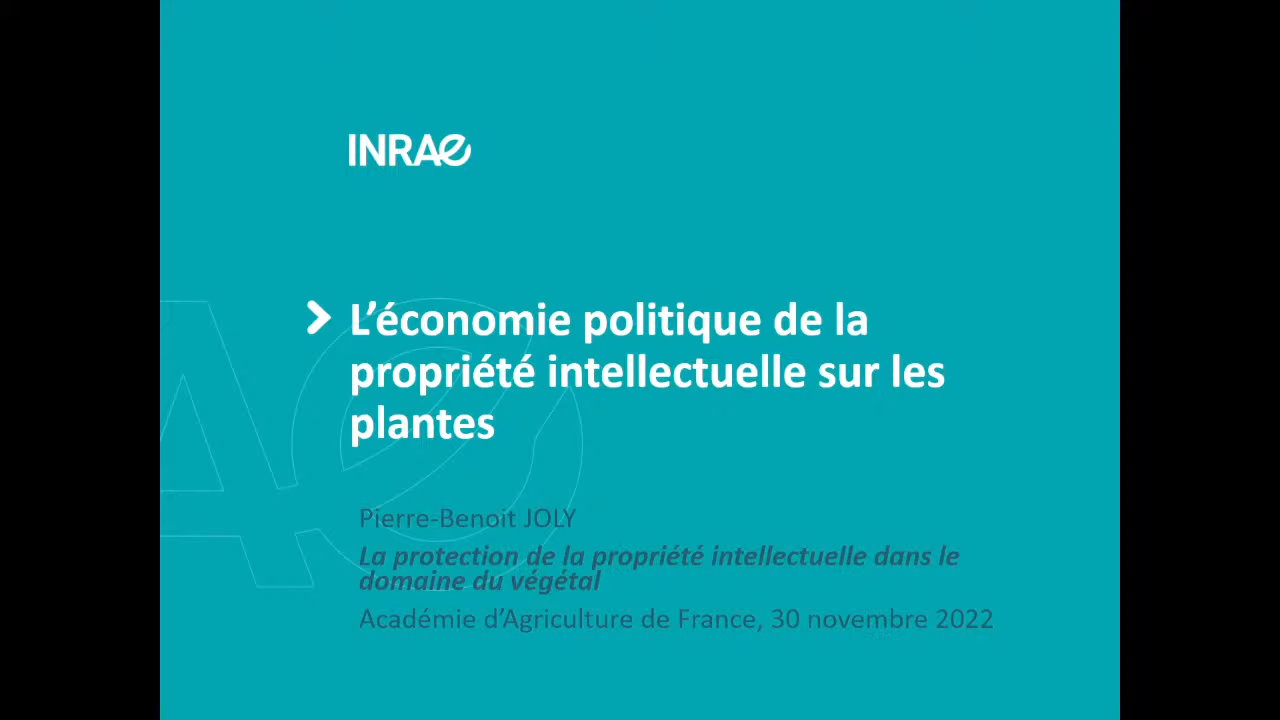 INRAE
L’économie politique de la
propriété intellectuelle sur les
plantes
Pierre-Benoit JOLY
La protection de la propriété intellectuelle dans le
domaine du végétal
Académie d’Agriculture de France, 30 novembre 2022